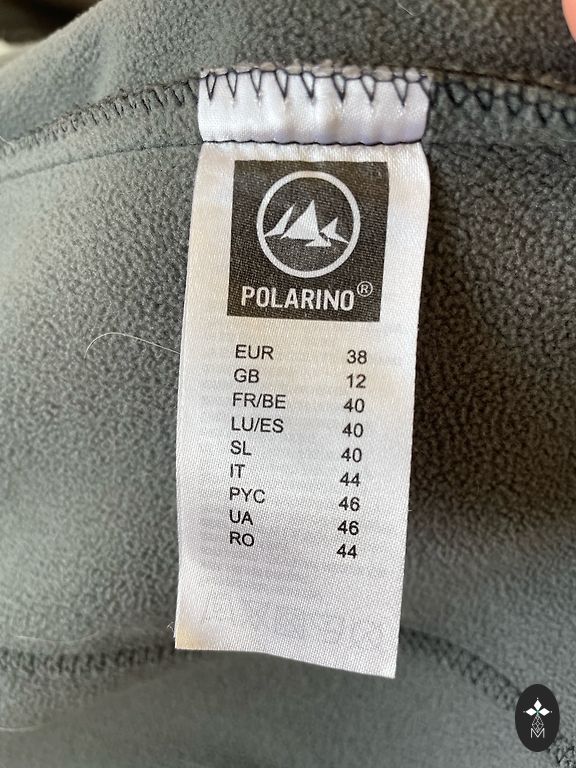 POLARINO®
EUR 38
GB 12
FR/BE 40
LU/ES 40
SL 40
IT 44
PYC 46
UA 46
RO 44
M